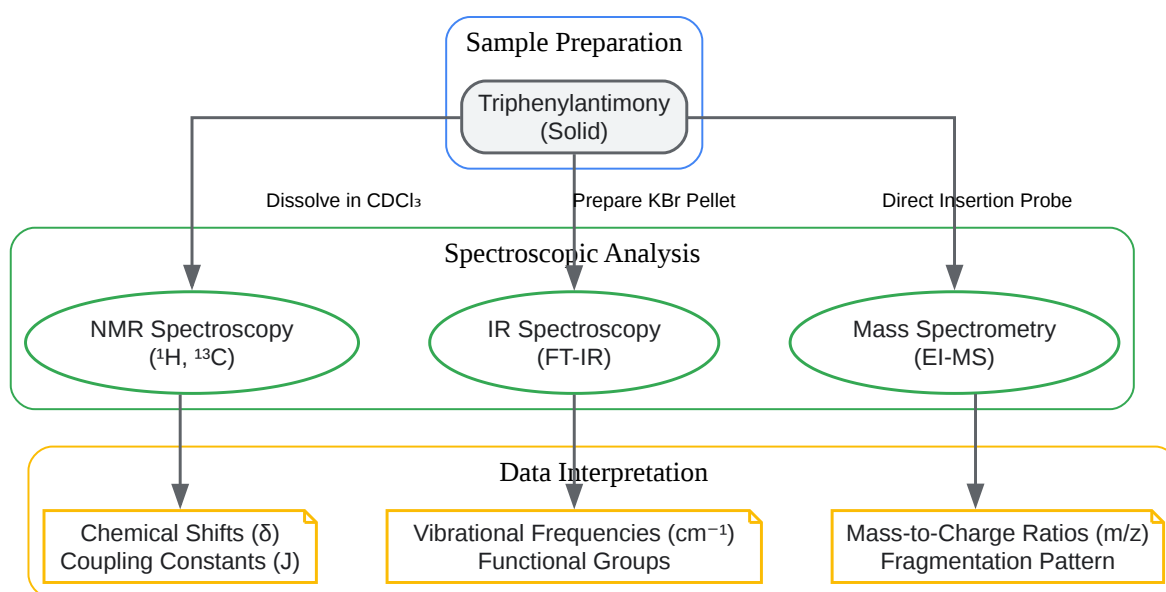 Sample Preparation
Triphenylantimony
(Solid)
Dissolve in CDCl₃
Prepare KBr Pellet
Direct Insertion Probe
Spectroscopic Analysis
NMR Spectroscopy
(¹H, ¹³C)
IR Spectroscopy
(FT-IR)
Mass Spectrometry
(EI-MS)
Data Interpretation
Chemical Shifts (δ)
Coupling Constants (J)
Vibrational Frequencies (cm⁻¹)
Functional Groups
Mass-to-Charge Ratios (m/z)
Fragmentation Pattern